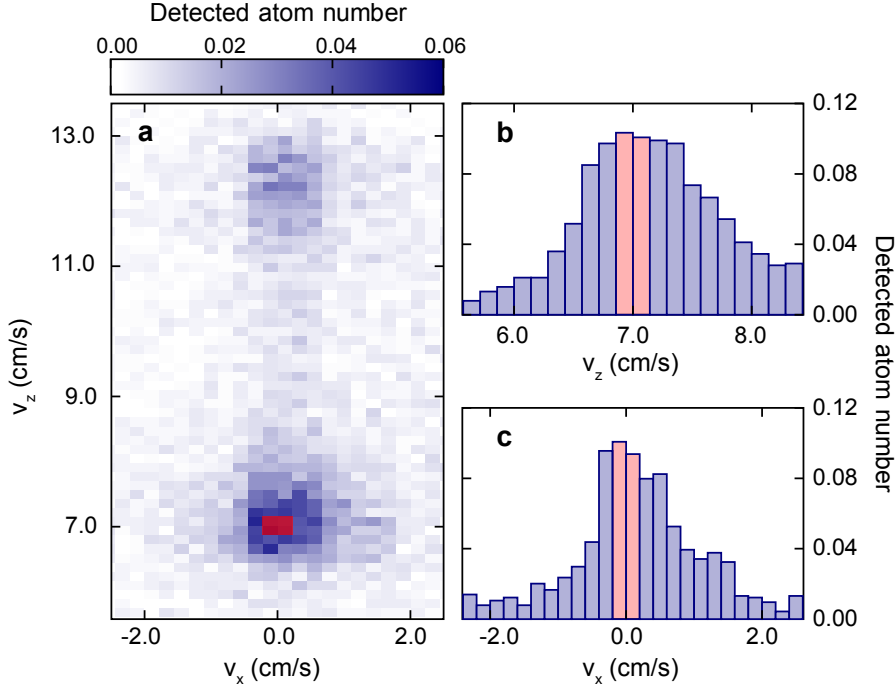 Detected atom number
0.00 0.02 0.04 0.06
a
13.0
11.0
9.0
7.0
v_z (cm/s)
-2.0 0.0 2.0
v_x (cm/s)
b
0.12
0.08
0.04
0.00
6.0 7.0 8.0
v_z (cm/s)
Detected atom number
c
0.12
0.08
0.04
0.00
-2.0 0.0 2.0
v_x (cm/s)